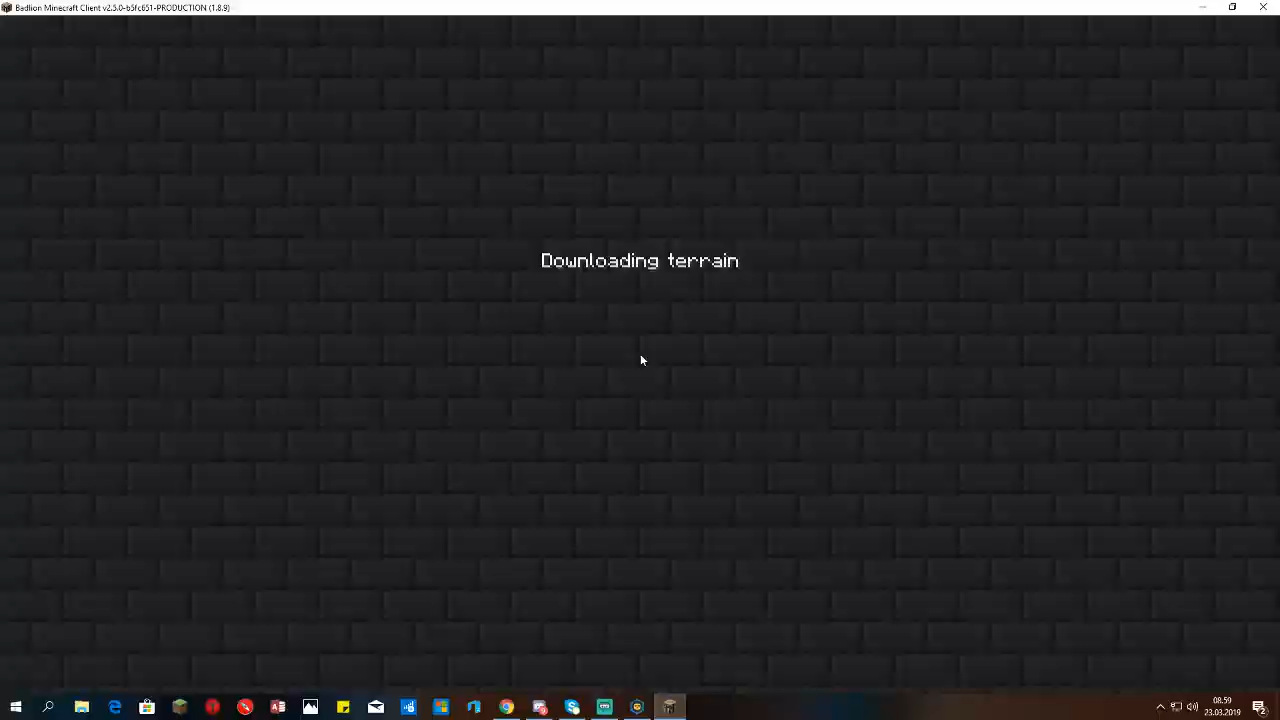 Badlion Minecraft Client v2.5.0-b5fc651-PRODUCTION (1.8.9)
Downloading terrain
08.59
23.03.2019